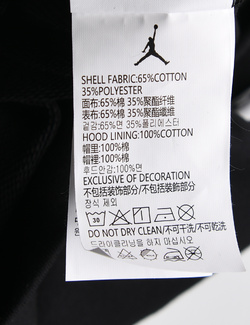 SHELL FABRIC:65%COTTON
35%POLYESTER
面布:65%棉 35%聚酯纤维
表布:65%棉 35%聚酯纖維
겉감:65%면 35%폴리에스터
HOOD LINING:100%COTTON
帽里:100%棉
帽裡:100%棉
후드안감:100%면
EXCLUSIVE OF DECORATION
不包括装饰部分/不包括裝飾部分
장식 제외
30
DO NOT DRY CLEAN/不可干洗/不可乾洗
드라이클리닝을 하지 마십시오